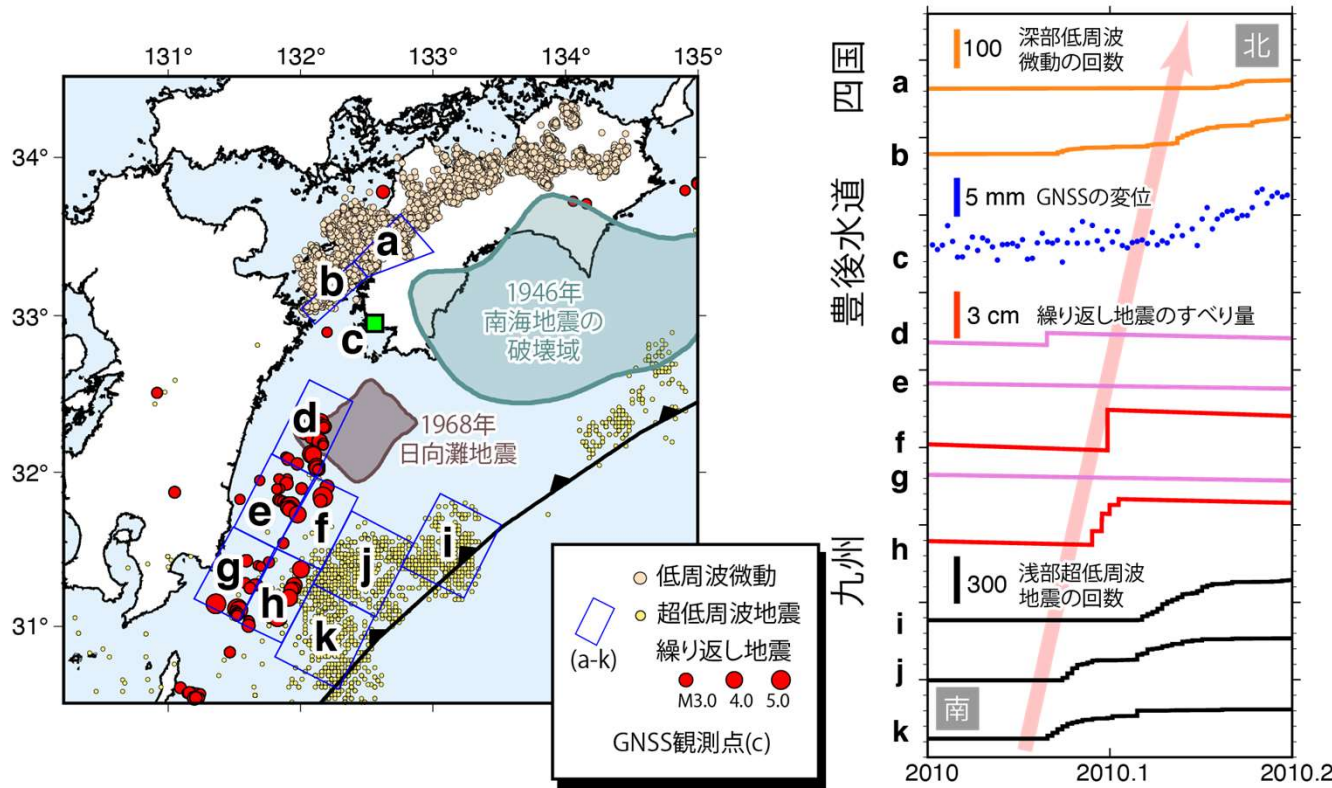 131°
132°
133°
134°
135°
34°
33°
32°
31°
a
b
c
d
e
f
g
h
i
j
k
1946年
南海地震の
破壊域
1968年
日向灘地震
低周波微動
超低周波地震
繰り返し地震
(a-k)
M3.0 4.0 5.0
GNSS観測点(c)
四国
豊後水道
九州
北
100 深部低周波
微動の回数
a
b
5 mm GNSSの変位
c
3 cm 繰り返し地震のすべり量
d
e
f
g
h
300 浅部超低周波
地震の回数
i
j
南
k
2010 2010.1 2010.2